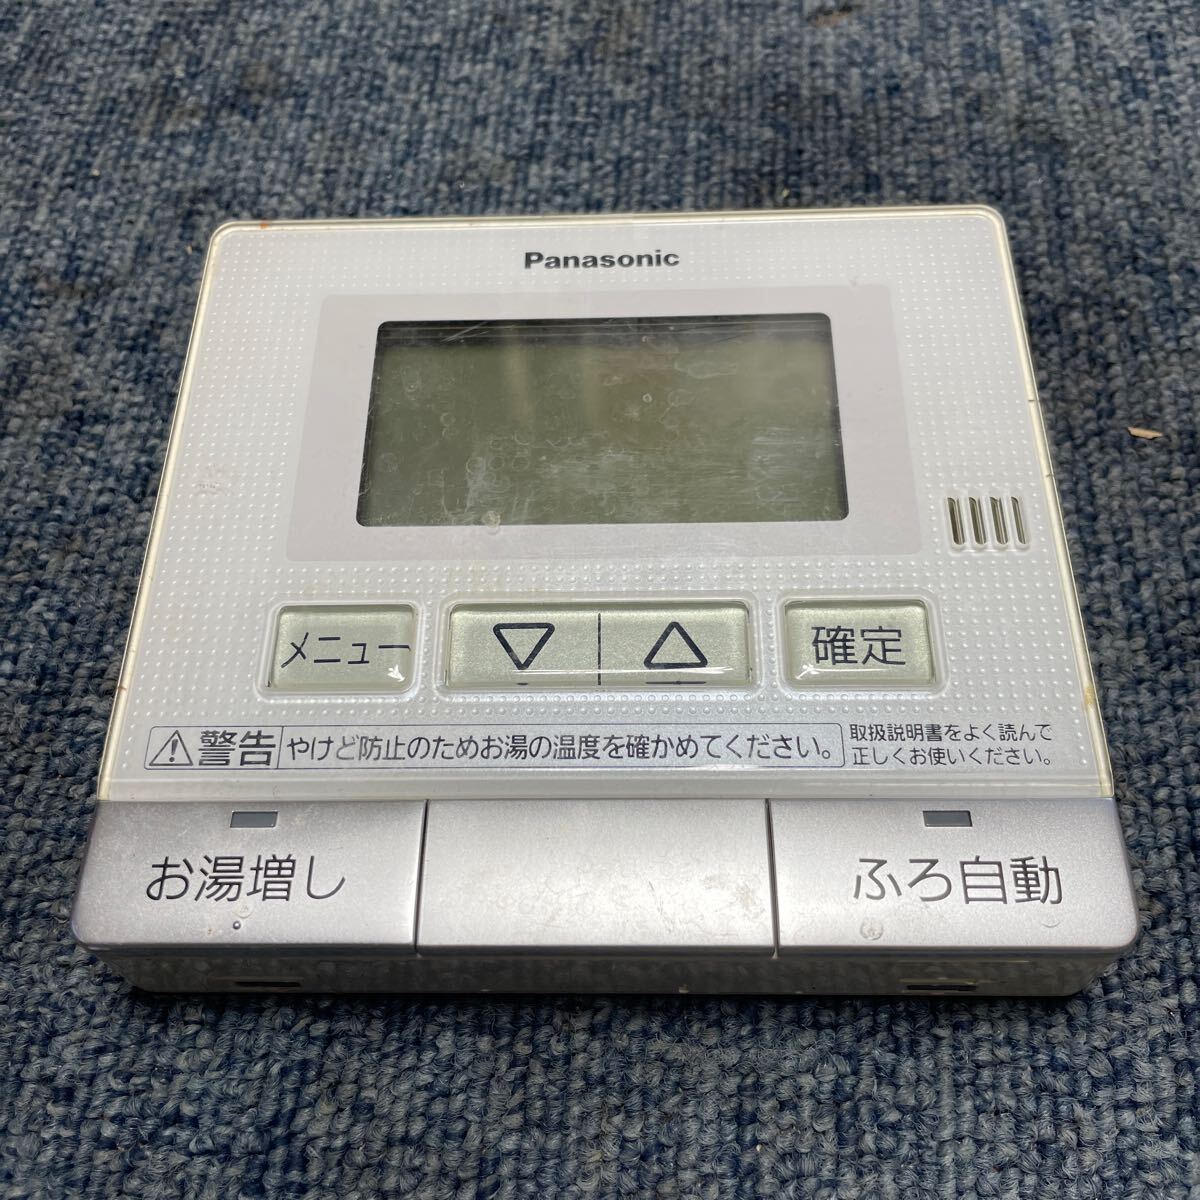 Panasonic
メニュー ▽ △ 確定
⚠警告 やけど防止のためお湯の温度を確かめてください。
取扱説明書をよく読んで
正しくお使いください。
お湯増し ふろ自動